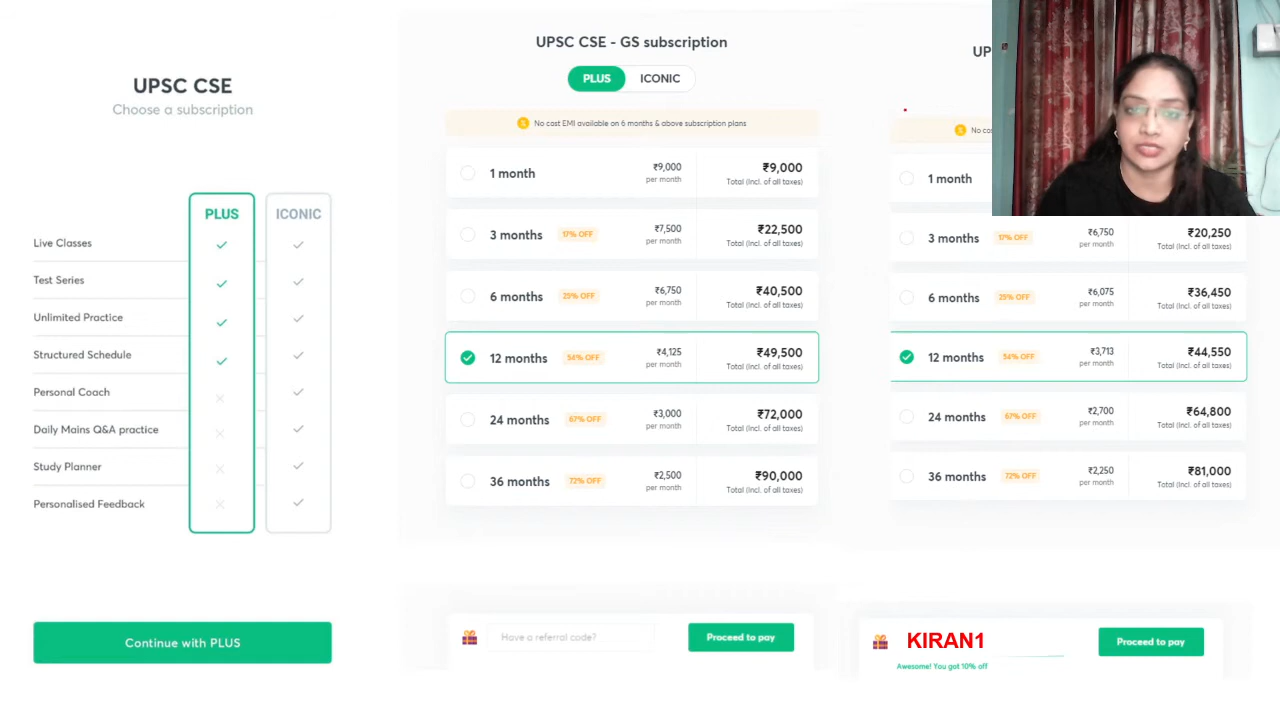 UPSC CSE
Choose a subscription
PLUS ICONIC
Live Classes
Test Series
Unlimited Practice
Structured Schedule
Personal Coach
Daily Mains Q&A practice
Study Planner
Personalised Feedback
Continue with PLUS
UPSC CSE - GS subscription
PLUS ICONIC
No cost EMI available on 6 months & above subscription plans
1 month ₹9,000 ₹9,000
per month Total (Incl. of all taxes)
3 months 17% OFF ₹7,500 ₹22,500
per month Total (Incl. of all taxes)
6 months 25% OFF ₹6,750 ₹40,500
per month Total (Incl. of all taxes)
12 months 54% OFF ₹4,125 ₹49,500
per month Total (Incl. of all taxes)
24 months 67% OFF ₹3,000 ₹72,000
per month Total (Incl. of all taxes)
36 months 72% OFF ₹2,500 ₹90,000
per month Total (Incl. of all taxes)
Have a referral code? Proceed to pay
UP
No cos
1 month
3 months 17% OFF ₹6,750 ₹20,250
per month Total (Incl. of all taxes)
6 months 25% OFF ₹6,075 ₹36,450
per month Total (Incl. of all taxes)
12 months 54% OFF ₹3,713 ₹44,550
per month Total (Incl. of all taxes)
24 months 67% OFF ₹2,700 ₹64,800
per month Total (Incl. of all taxes)
36 months 72% OFF ₹2,250 ₹81,000
per month Total (Incl. of all taxes)
KIRAN1 Proceed to pay
Awesome! You got 10% off